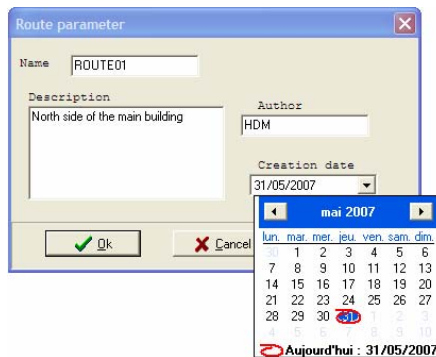 Route parameter
Name ROUTE01
Description
North side of the main building
Author
HDM
Creation date
31/05/2007
Ok
Cancel
mai 2007
lun. mar. mer. jeu. ven. sam. dim.
30 1 2 3 4 5 6
7 8 9 10 11 12 13
14 15 16 17 18 19 20
21 22 23 24 25 26 27
28 29 30 31 1 2 3
4 5 6 7 8 9 10
Aujourd'hui : 31/05/2007